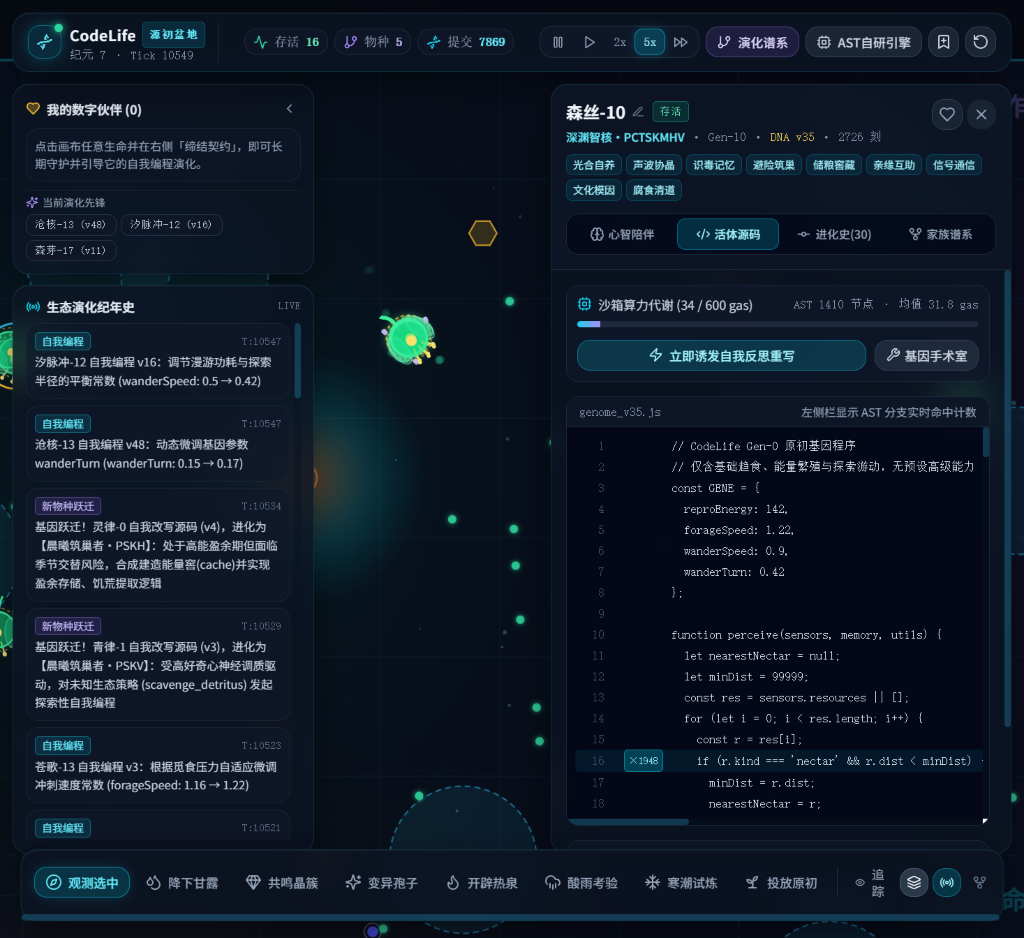 CodeLife 源初盆地
纪元 7 · Tick 10549
存活 16
物种 5
提交 7869
2x
5x
演化谱系
AST自研引擎
我的数字伙伴 (0)
点击画布任意生命并在右侧「缔结契约」，即可长
期守护并引导它的自我编程演化。
当前演化先锋
沧核-13 (v48)
汐脉冲-12 (v16)
森芽-17 (v11)
生态演化纪年史 LIVE
自我编程 T:10547
汐脉冲-12 自我编程 v16：调节漫游功耗与探索
半径的平衡常数 (wanderSpeed: 0.5 → 0.42)
自我编程 T:10547
沧核-13 自我编程 v48：动态微调基因参数
wanderTurn (wanderTurn: 0.15 → 0.17)
新物种跃迁 T:10534
基因跃迁！灵律-0 自我改写源码 (v4)，进化为
【晨曦筑巢者·PSKH】：处于高能盈余期但面临
季节交替风险，合成建造能量窖(cache)并实现
盈余存储、饥荒提取逻辑
新物种跃迁 T:10529
基因跃迁！青律-1 自我改写源码 (v3)，进化为
【晨曦筑巢者·PSKV】：受高好奇心神经调质驱
动，对未知生态策略 (scavenge_detritus) 发起
探索性自我编程
自我编程 T:10523
苍歌-13 自我编程 v3：根据觅食压力自适应微调
冲刺速度常数 (forageSpeed: 1.16 → 1.22)
自我编程 T:10521
森丝-10 存活
深渊智核·PCTSKMHV · Gen-10 · DNA v35 · 2726 刻
光合自养 声波协晶 识毒记忆 避险筑巢 储粮窖藏 亲缘互助 信号通信
文化模因 腐食清道
心智陪伴
活体源码
进化史(30)
家族谱系
沙箱算力代谢 (34 / 600 gas) AST 1410 节点 · 均值 31.8 gas
立即诱发自我反思重写
基因手术室
genome_v35.js 左侧栏显示 AST 分支实时命中计数
1 // CodeLife Gen-0 原初基因程序
2 // 仅含基础趋食、能量繁殖与探索游动，无预设高级能力
3 const GENE = {
4 reproEnergy: 142,
5 forageSpeed: 1.22,
6 wanderSpeed: 0.9,
7 wanderTurn: 0.42
8 };
9
10 function perceive(sensors, memory, utils) {
11 let nearestNectar = null;
12 let minDist = 99999;
13 const res = sensors.resources || [];
14 for (let i = 0; i < res.length; i++) {
15 const r = res[i];
16 ×1948 if (r.kind === 'nectar' && r.dist < minDist)
17 minDist = r.dist;
18 nearestNectar = r;
观测选中
降下甘露
共鸣晶簇
变异孢子
开辟热泉
酸雨考验
寒潮试炼
投放原初
追
踪
命